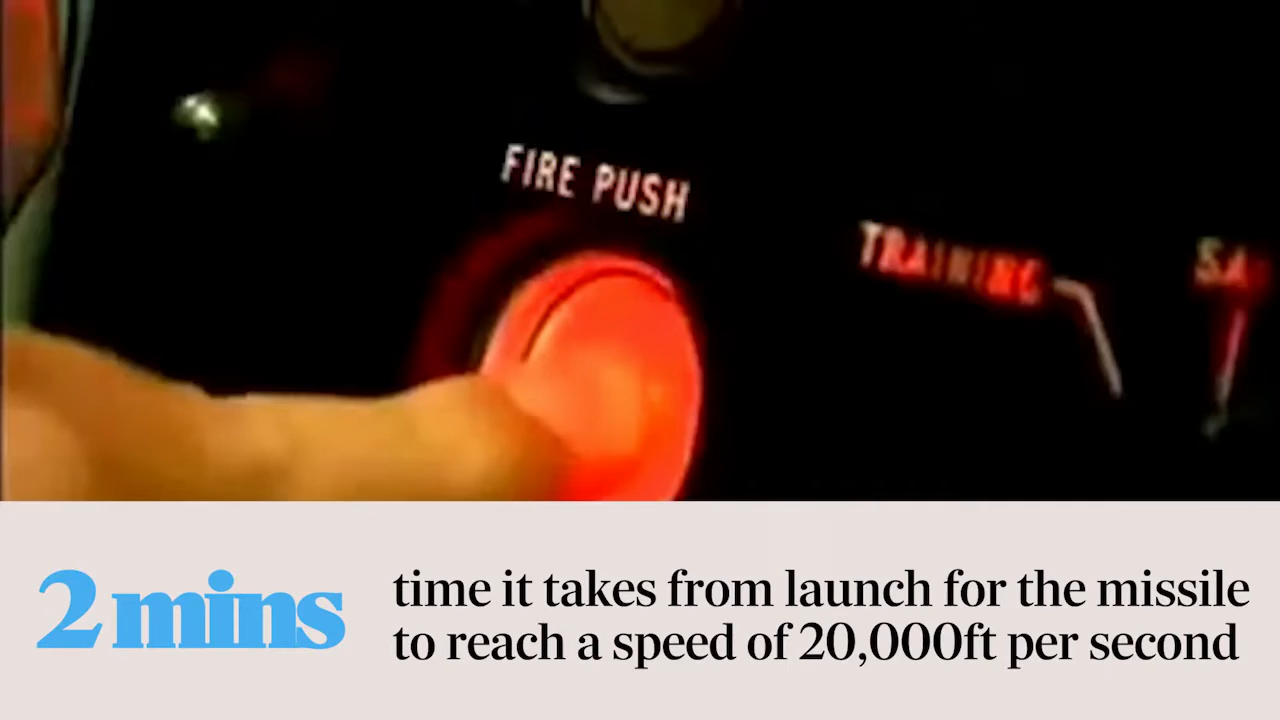 FIRE PUSH
TRAINING
2 mins
time it takes from launch for the missile
to reach a speed of 20,000ft per second